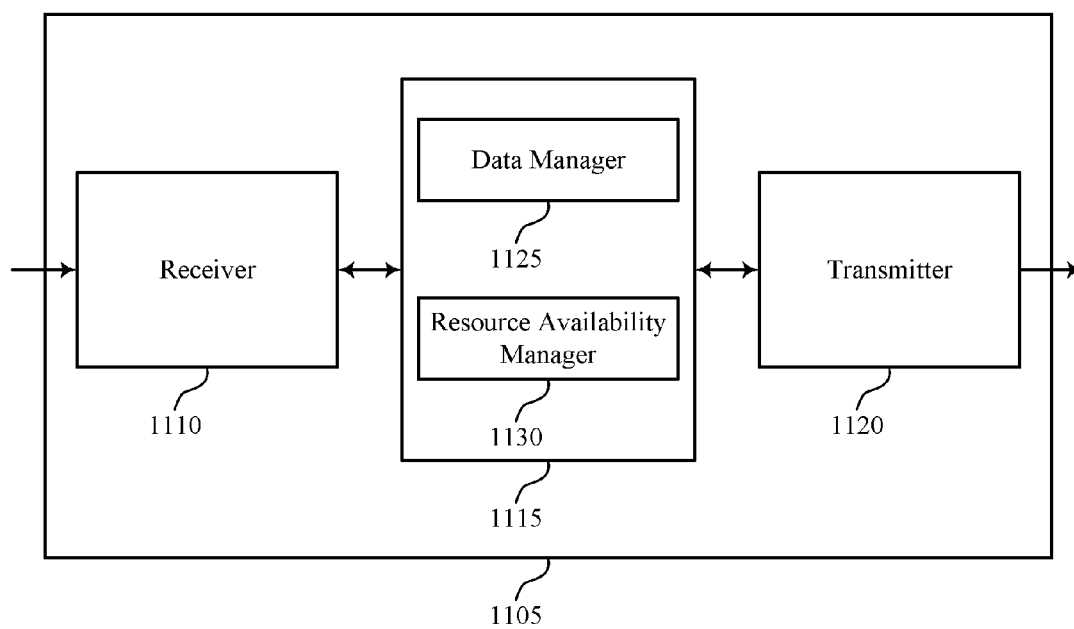 Data Manager
1125
Receiver
Transmitter
Resource Availability
Manager
1110
1130
1120
1115
1105